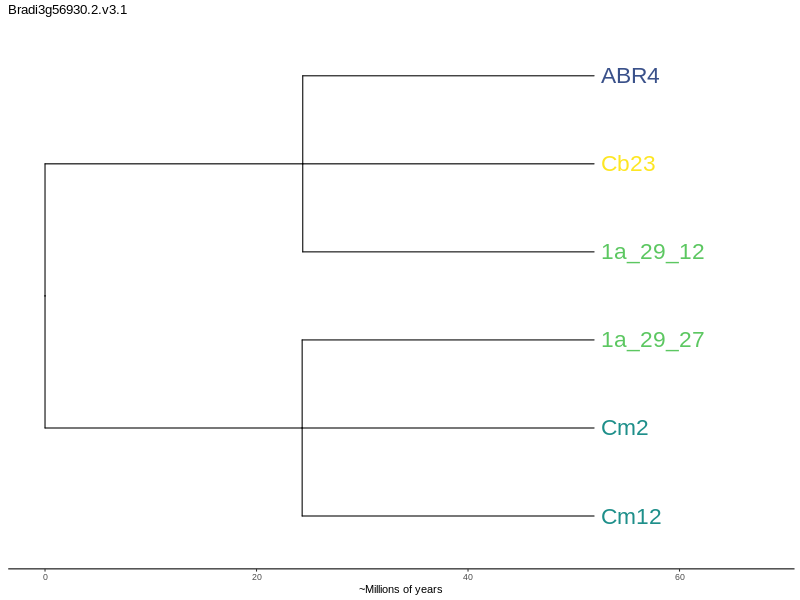 Bradi3g56930.2.v3.1
ABR4
Cb23
1a_29_12
1a_29_27
Cm2
Cm12
0 20 40 60
~Millions of years